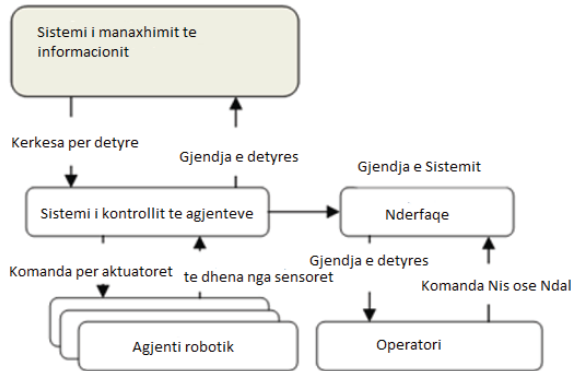 Sistemi i manaxhimit te
informacionit
Kerkesa per detyre
Gjendja e detyres
Gjendja e Sistemit
Sistemi i kontrollit te agjenteve
Nderfaqe
Komanda per aktuatoret
te dhena nga sensoret
Gjendja e detyres
Komanda Nis ose Ndal
Agjenti robotik
Operatori